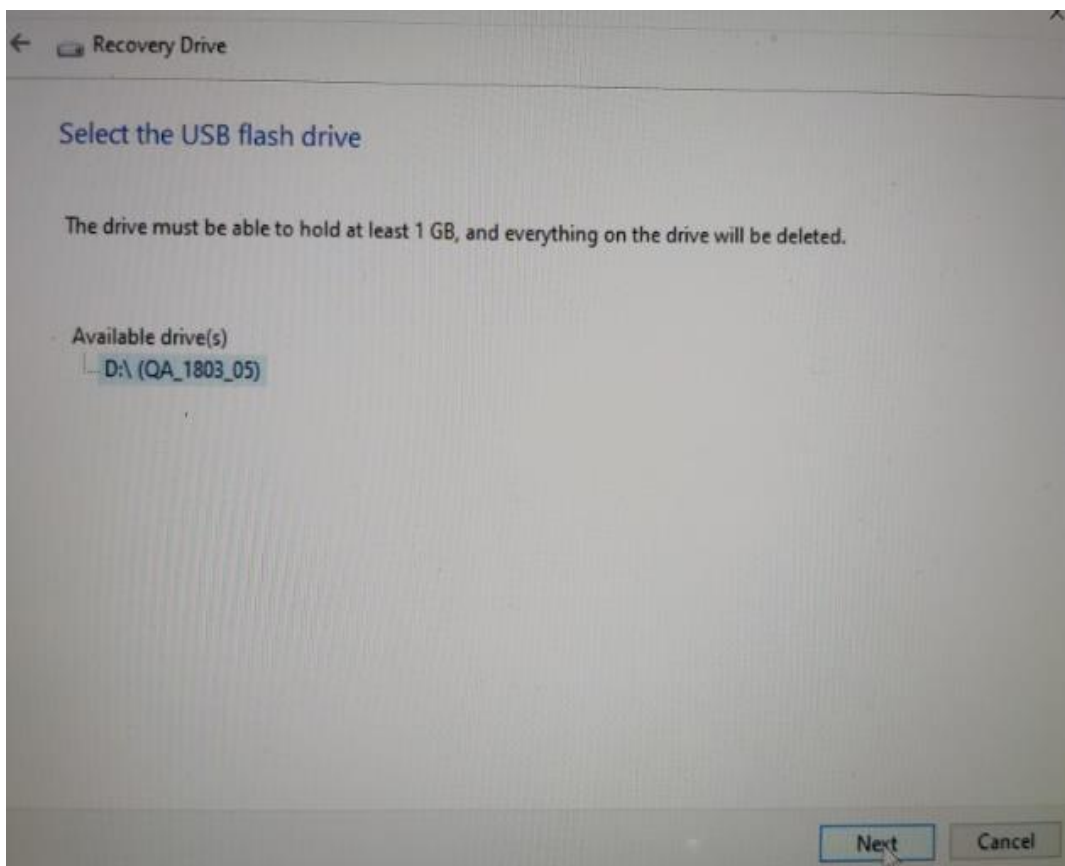 Recovery Drive
Select the USB flash drive
The drive must be able to hold at least 1 GB, and everything on the drive will be deleted.
Available drive(s)
D:\ (QA_1803_05)
Next
Cancel